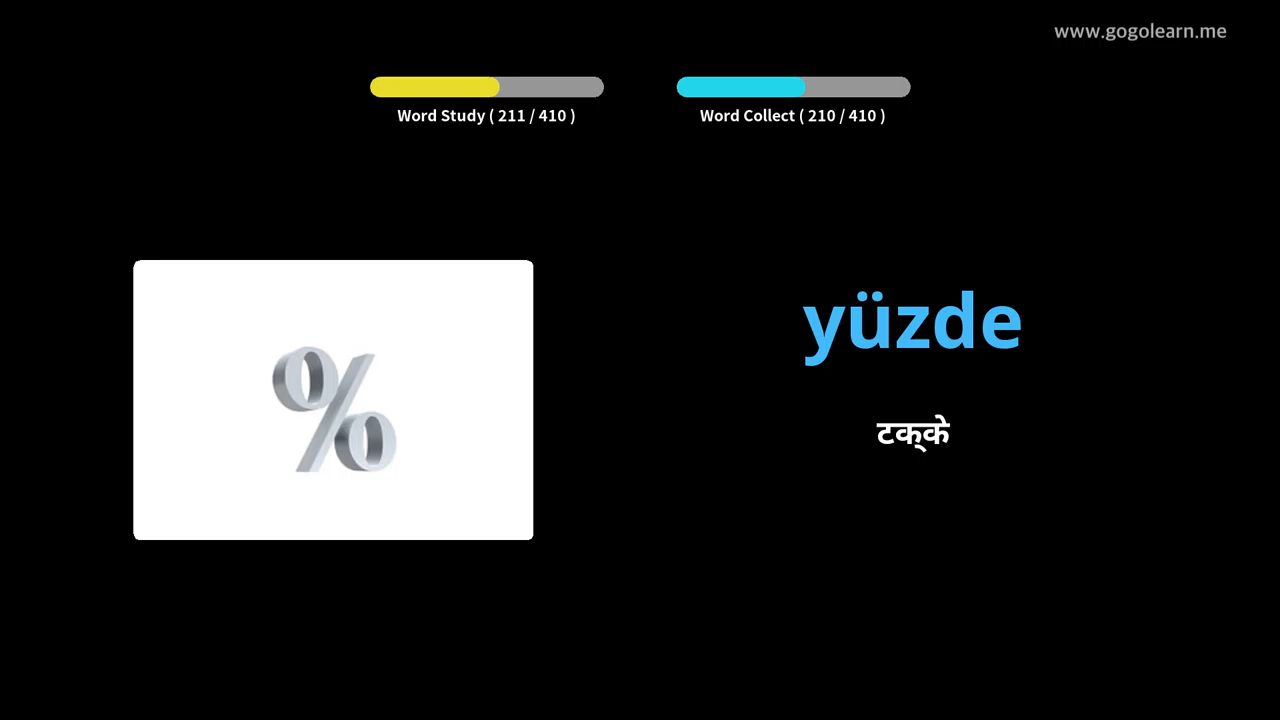 www.gogolearn.me
Word Study ( 211 / 410 )
Word Collect ( 210 / 410 )
%
yüzde
टक्के